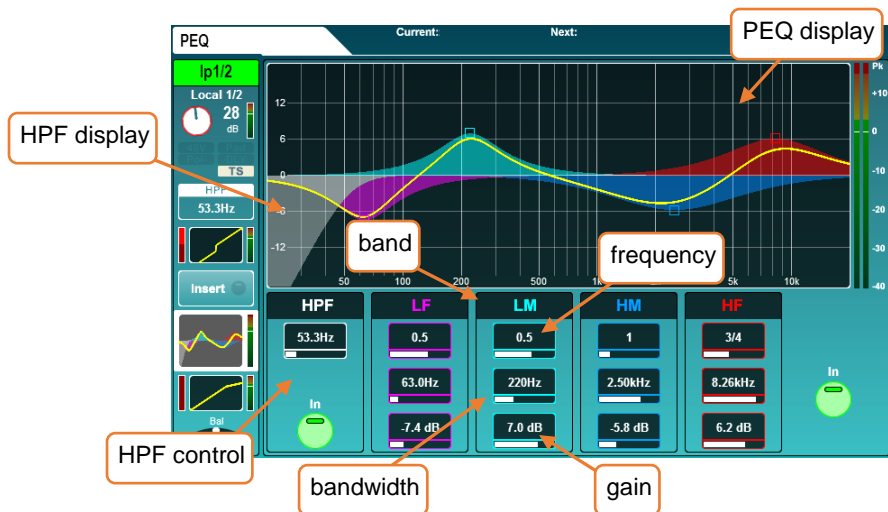 PEQ
Current:
Next:
PEQ display
Ip1/2
Local 1/2
28
dB
HPF display
TS
HPF
53.3Hz
Insert
Bal
12
6
0
-6
-12
50 100 200 500 1k 2k 5k 10k
Pk
+10
0
-10
-20
-30
-40
band
frequency
HPF LF LM HM HF
53.3Hz 0.5 0.5 1 3/4
63.0Hz 220Hz 2.50kHz 8.26kHz
In
-7.4 dB 7.0 dB -5.8 dB 6.2 dB
In
HPF control
bandwidth
gain